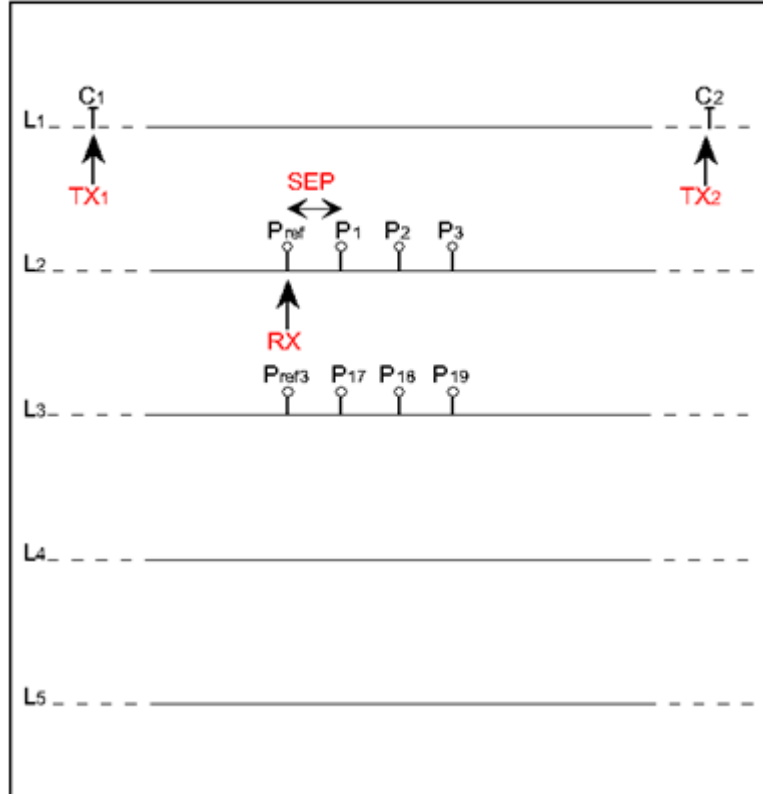 C1 C2
L1
TX1 SEP TX2
Pref P1 P2 P3
L2
RX
Pref3 P17 P18 P19
L3
L4
L5